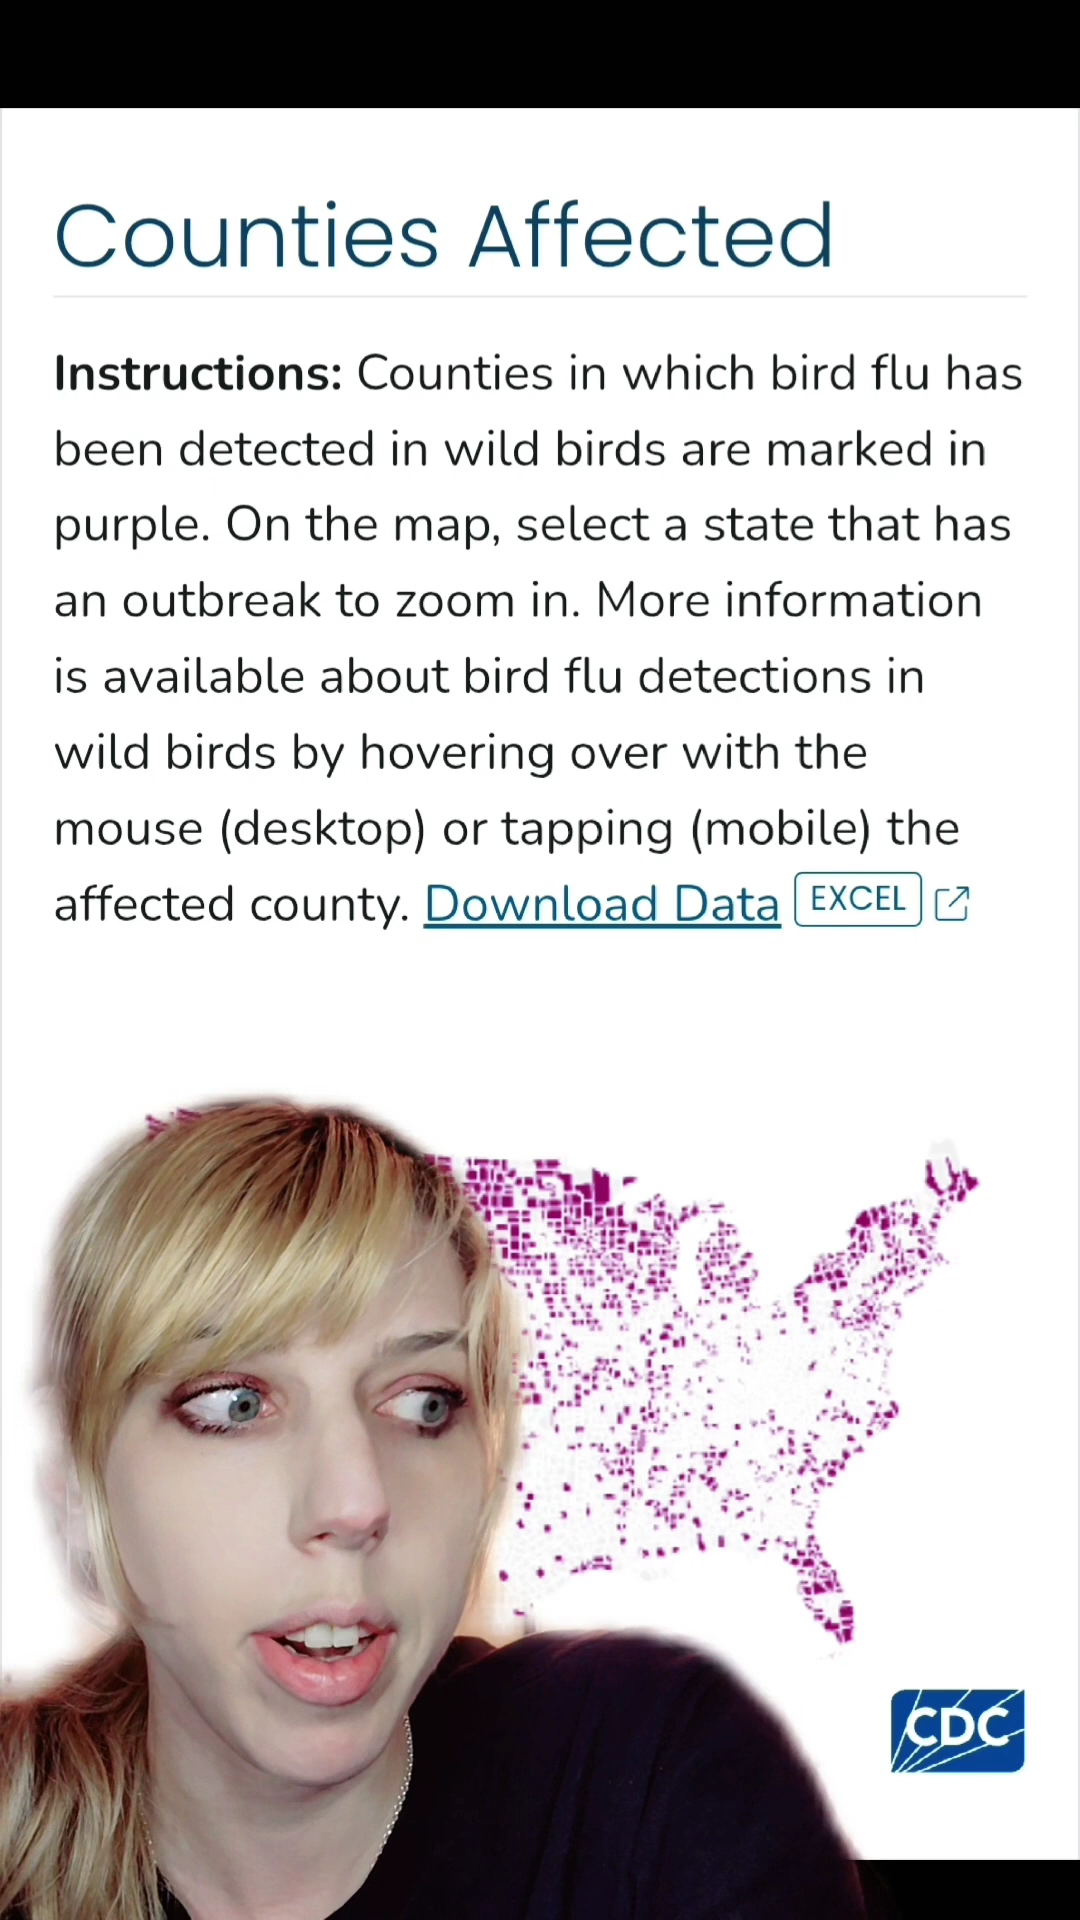 Counties Affected
Instructions: Counties in which bird flu has
been detected in wild birds are marked in
purple. On the map, select a state that has
an outbreak to zoom in. More information
is available about bird flu detections in
wild birds by hovering over with the
mouse (desktop) or tapping (mobile) the
affected county. Download Data EXCEL
CDC